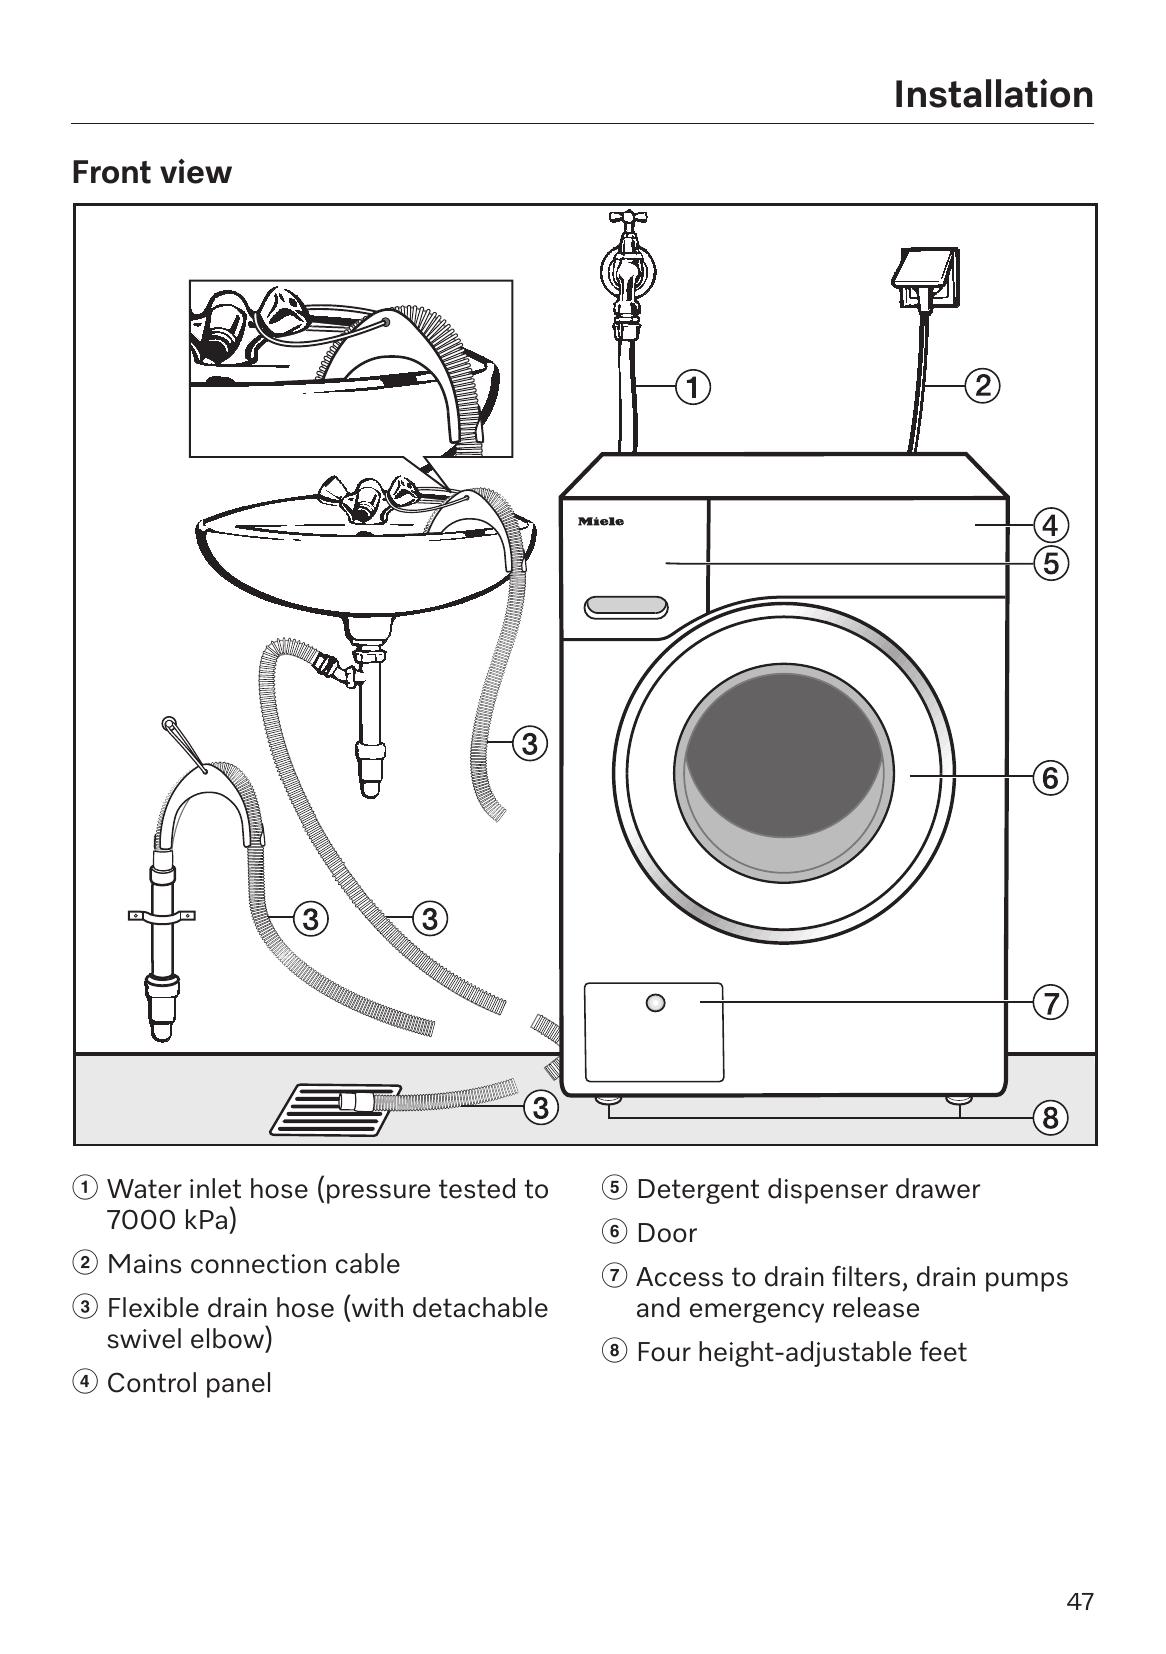 Installation
Front view
1
2
Miele
4
5
3
6
3
3
7
3
8
① Water inlet hose (pressure tested to
7000 kPa)
② Mains connection cable
③ Flexible drain hose (with detachable
swivel elbow)
④ Control panel
⑤ Detergent dispenser drawer
⑥ Door
⑦ Access to drain filters, drain pumps
and emergency release
⑧ Four height-adjustable feet
47